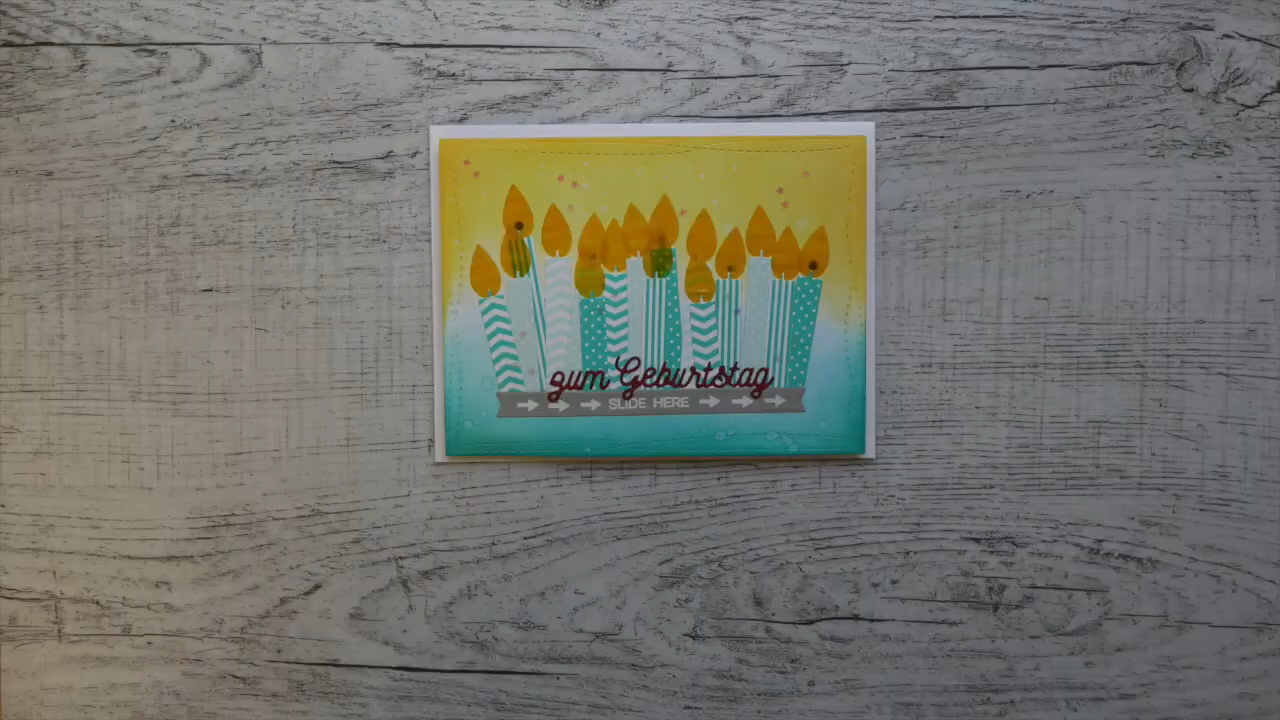 zum Geburtstag
→ → → SLIDE HERE → → →